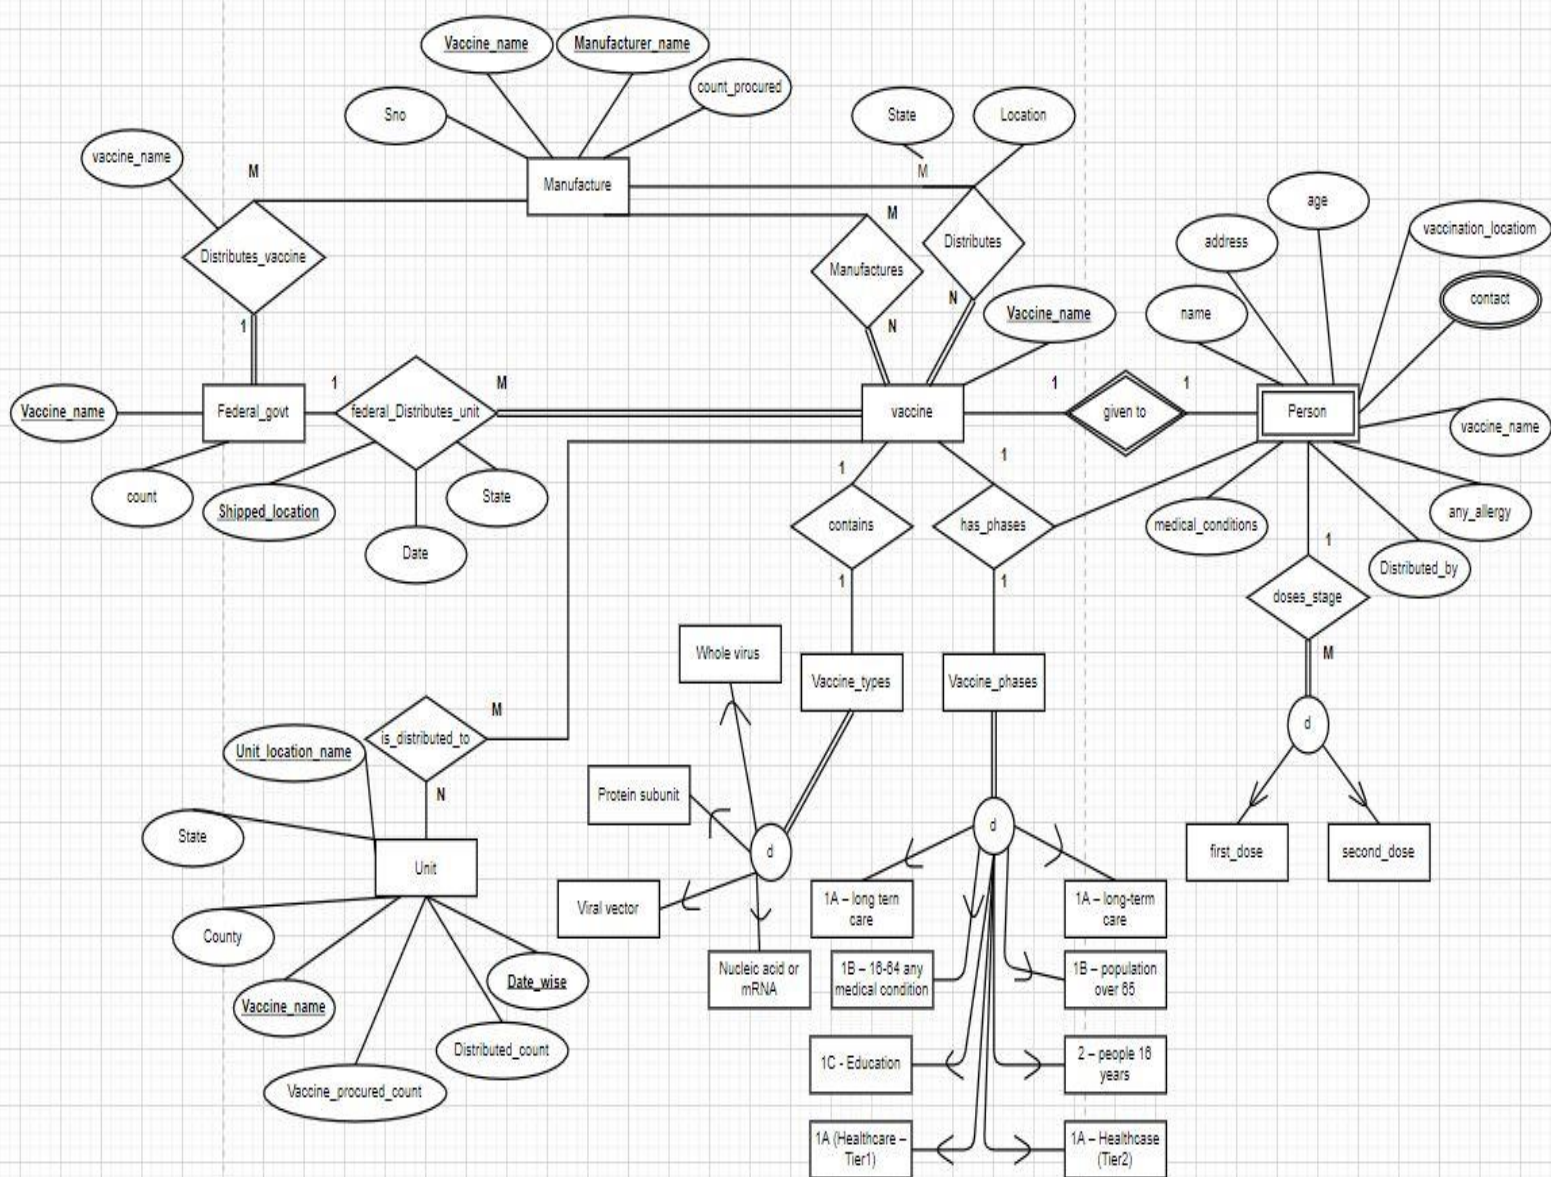 Vaccine_name
Manufacturer_name
count_procured
Sno
State
Location
vaccine_name
M
Manufacture
M
age
vaccination_locatiom
address
Distributes_vaccine
M
Distributes
Manufactures
contact
name
1
N
N
Vaccine_name
1
M
1
1
Vaccine_name
Federal_govt
federal_Distributes_unit
vaccine
given to
Person
vaccine_name
count
Shipped_location
State
Date
1
1
contains
has_phases
medical_conditions
any_allergy
Distributed_by
1
1
1
doses_stage
M
Whole virus
Vaccine_types
Vaccine_phases
M
is_distributed_to
Unit_location_name
N
d
Protein subunit
State
d
d
first_dose
second_dose
Unit
Viral vector
1A – long tern
care
1A – long-term
care
County
Date_wise
Nucleic acid or
mRNA
1B – 16-64 any
medical condition
1B – population
over 65
Vaccine_name
Distributed_count
Vaccine_procured_count
1C - Education
2 – people 16
years
1A (Healthcare –
Tier1)
1A – Healthcase
(Tier2)